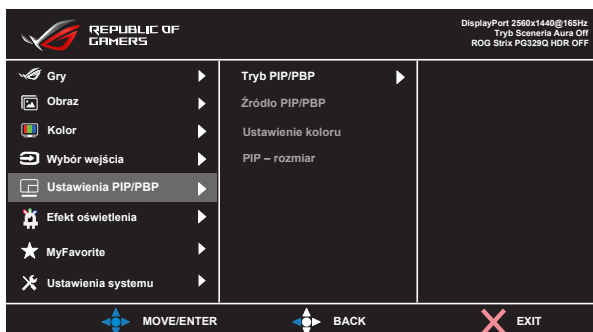 REPUBLIC OF
GAMERS
DisplayPort 2560x1440@165Hz
Tryb Sceneria Aura Off
ROG Strix PG329Q HDR OFF
Gry
Obraz
Kolor
Wybór wejścia
Ustawienia PIP/PBP
Efekt oświetlenia
MyFavorite
Ustawienia systemu
Tryb PIP/PBP
Źródło PIP/PBP
Ustawienie koloru
PIP – rozmiar
MOVE/ENTER
BACK
EXIT